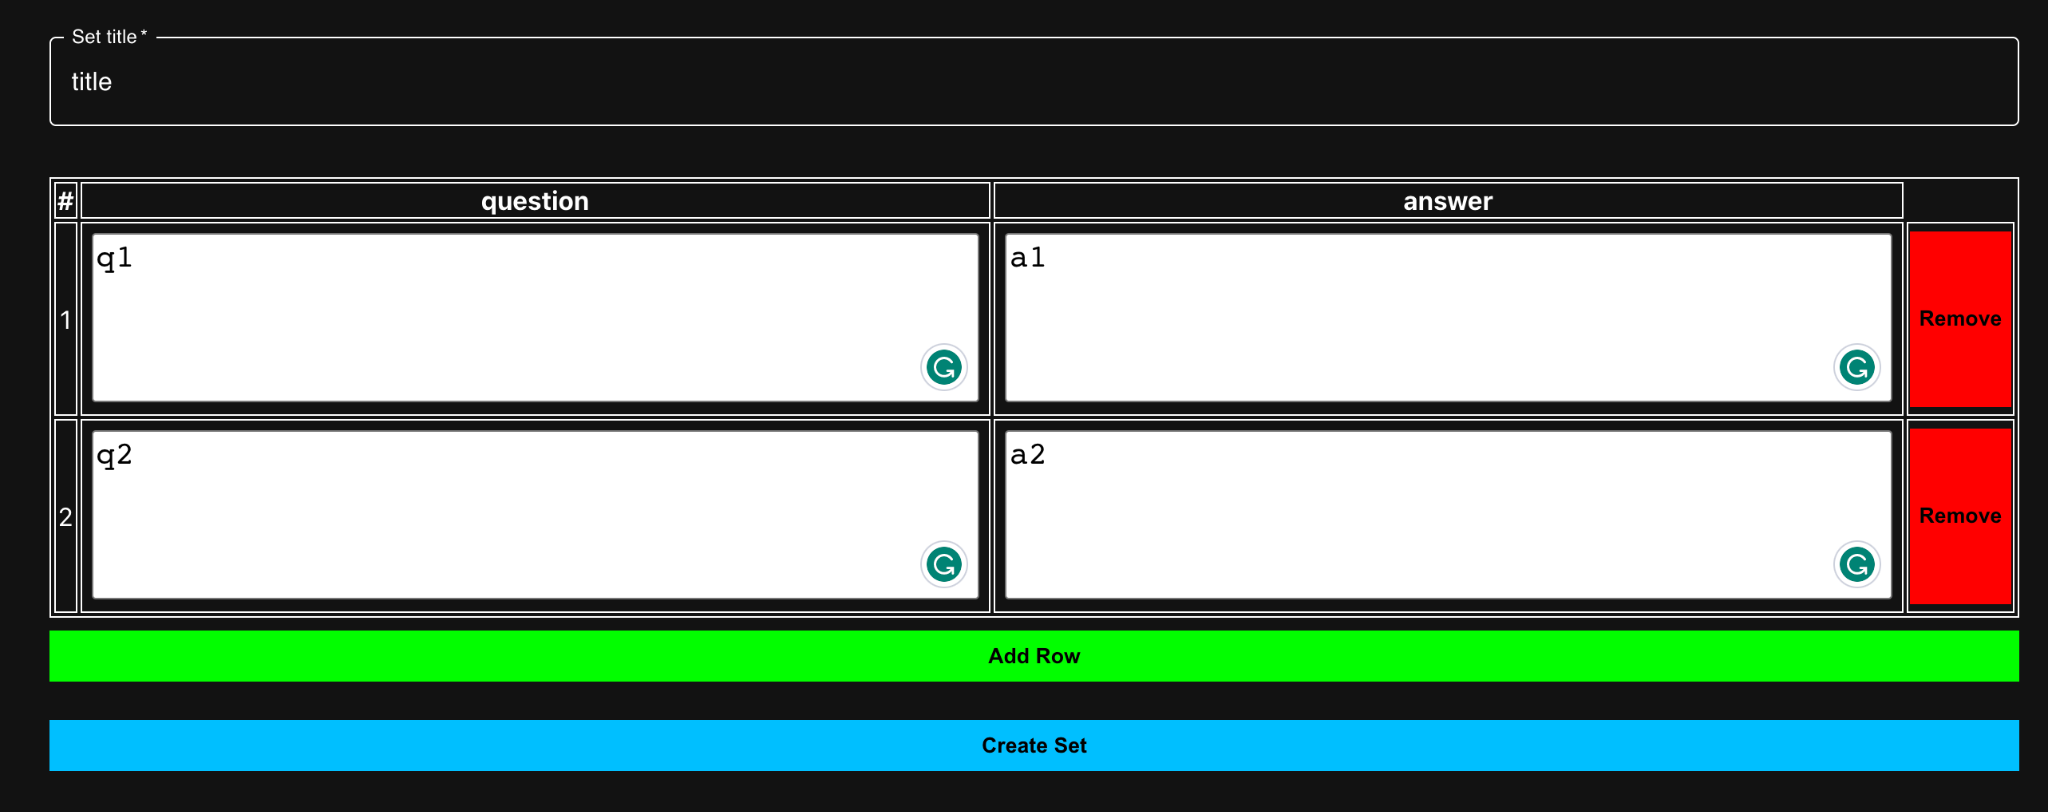 Set title *
title
# question answer
1 q1 a1 Remove
2 q2 a2 Remove
Add Row
Create Set